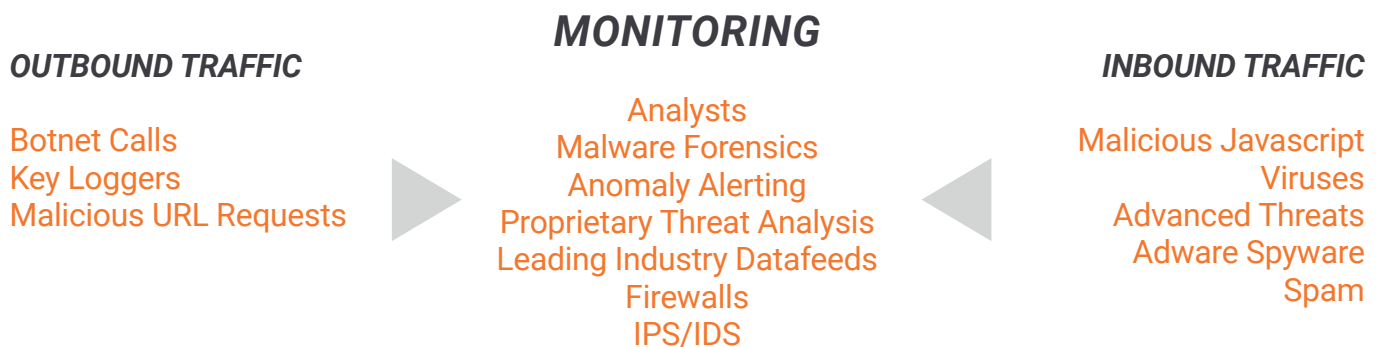 MONITORING
OUTBOUND TRAFFIC
Botnet Calls
Key Loggers
Malicious URL Requests
Analysts
Malware Forensics
Anomaly Alerting
Proprietary Threat Analysis
Leading Industry Datafeeds
Firewalls
IPS/IDS
INBOUND TRAFFIC
Malicious Javascript
Viruses
Advanced Threats
Adware Spyware
Spam